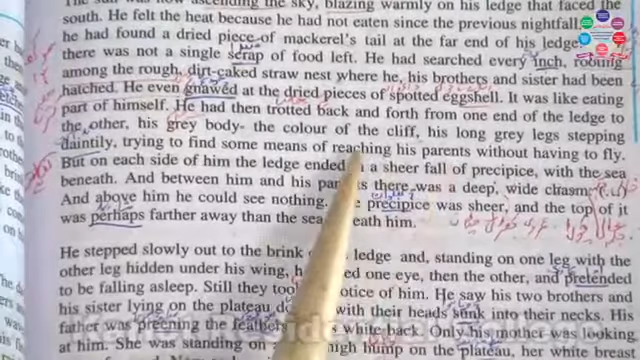 The sun was now ascending the sky, blazing warmly on his ledge that faced the
south. He felt the heat because he had not eaten since the previous nightfall.
he had found a dried piece of mackerel's tail at the far end of his ledge.
there was not a single scrap of food left. He had searched every inch, rooting
among the rough, dirt-caked straw nest where he, his brothers and sister had been
hatched. He even gnawed at the dried pieces of spotted eggshell. It was like eating
part of himself. He had then trotted back and forth from one end of the ledge to
the other, his grey body- the colour of the cliff, his long grey legs stepping
daintily, trying to find some means of reaching his parents without having to fly.
But on each side of him the ledge ended a sheer fall of precipice, with the sea
beneath. And between him and his there was a deep, wide chasm.
And above him he could see nothing. precipice was sheer, and the top of it
was perhaps farther away than the sea him.
He stepped slowly out to the brink ledge and, standing on one leg with the
other leg hidden under his wing, one eye, then the other, and pretended
to be falling asleep. Still they notice of him. He saw his two brothers and
his sister lying on the plateau with their heads sunk into their necks. His
father was preening the feathers white back. Only his mother was looking
at him. She was standing on high hump on the plateau, her white breast